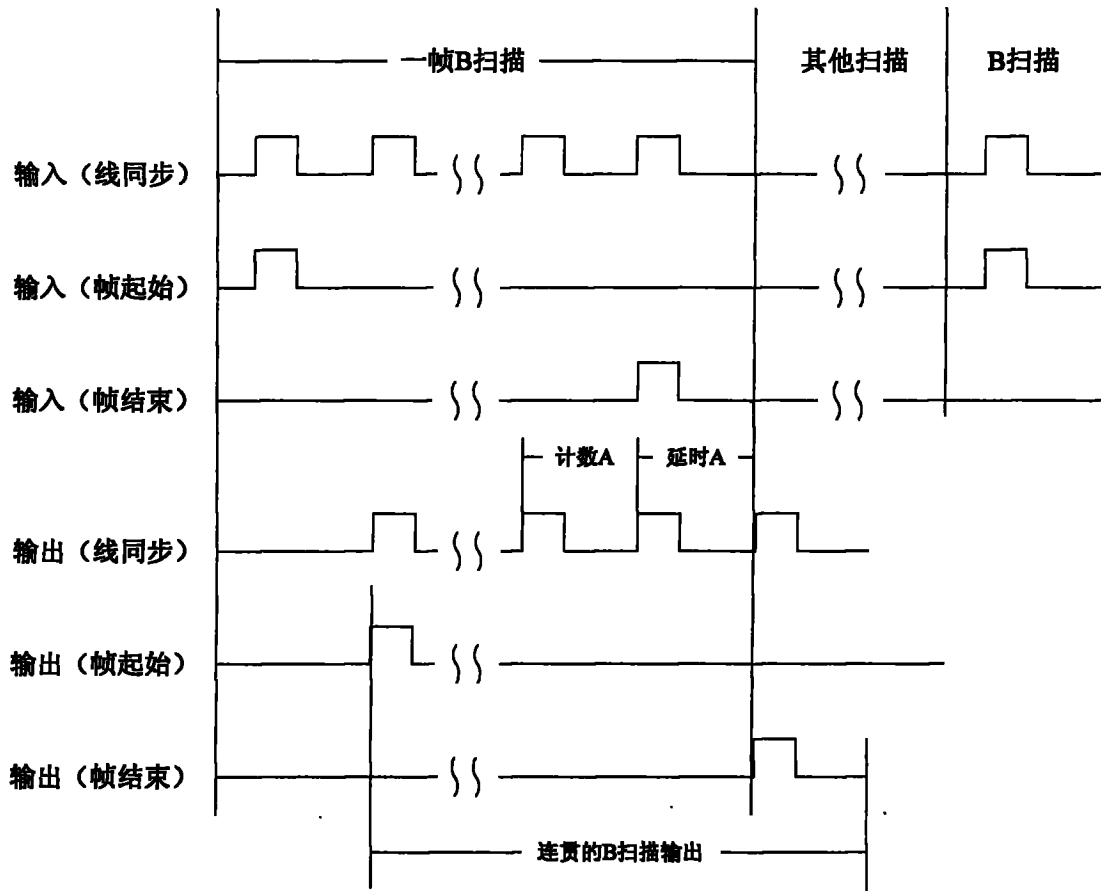 一帧B扫描
其他扫描
B扫描
输入（线同步）
输入（帧起始）
输入（帧结束）
计数A
延时A
输出（线同步）
输出（帧起始）
输出（帧结束）
连贯的B扫描输出